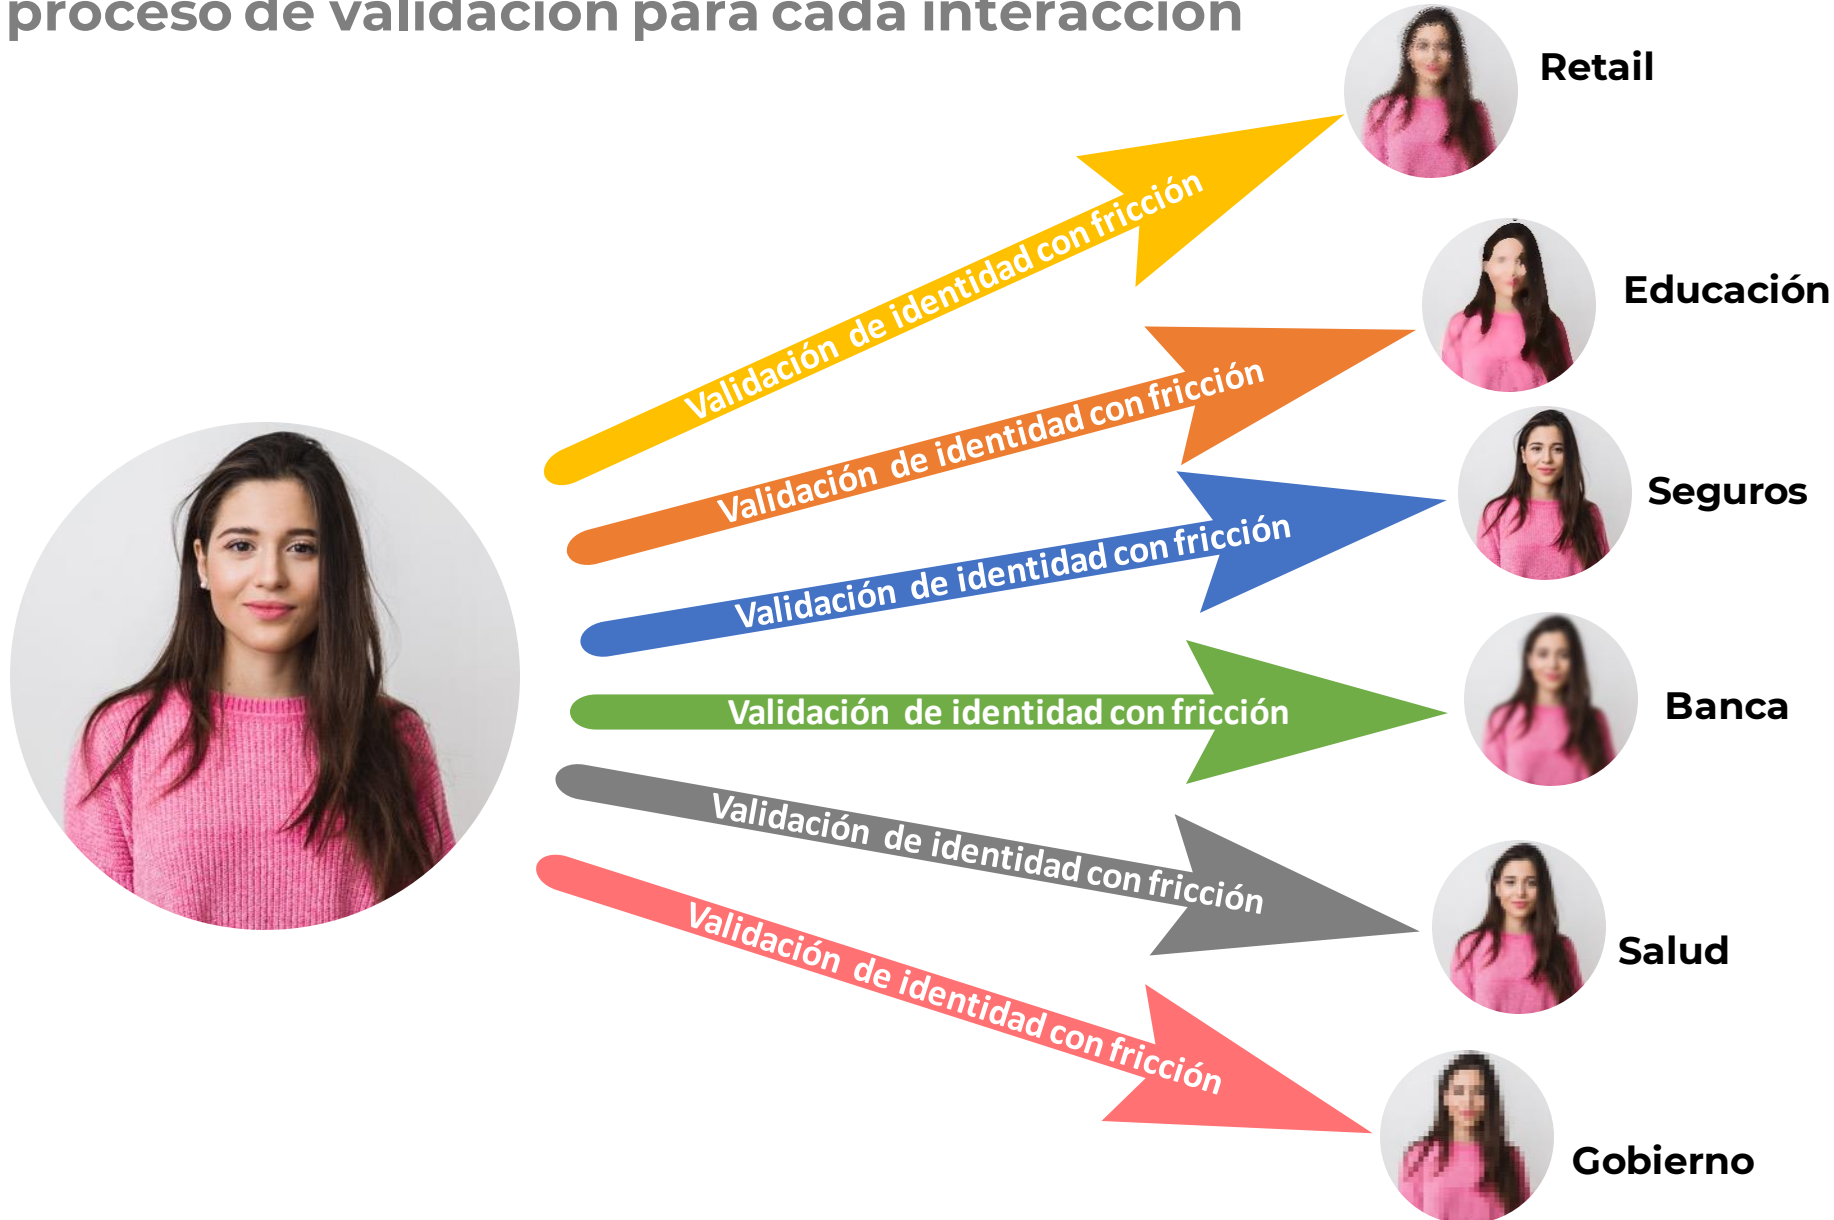 proceso de validación para cada interacción
Retail
Validación de identidad con fricción
Educación
Validación de identidad con fricción
Seguros
Validación de identidad con fricción
Banca
Validación de identidad con fricción
Salud
Validación de identidad con fricción
Gobierno
Validación de identidad con fricción